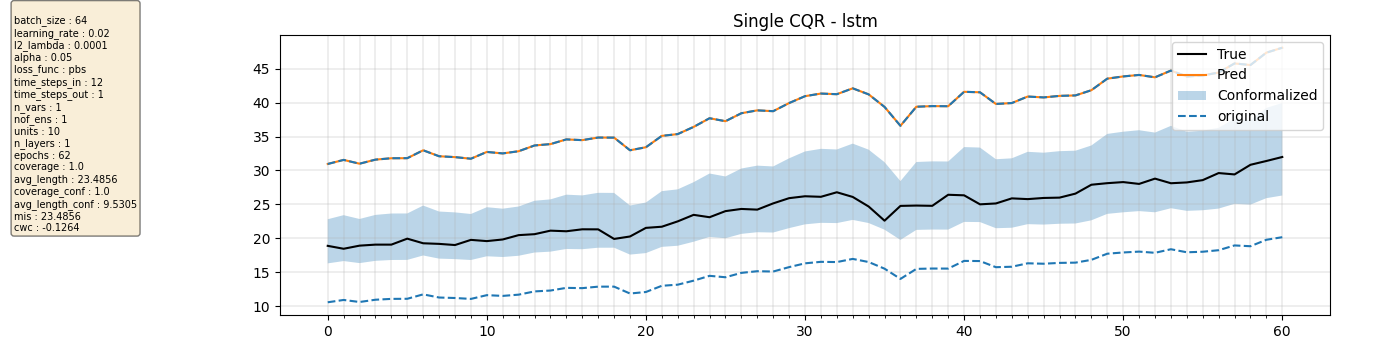 batch_size : 64
learning_rate : 0.02
l2_lambda : 0.0001
alpha : 0.05
loss_func : pbs
time_steps_in : 12
time_steps_out : 1
n_vars : 1
nof_ens : 1
units : 10
n_layers : 1
epochs : 62
coverage : 1.0
avg_length : 23.4856
coverage_conf : 1.0
avg_length_conf : 9.5305
mis : 23.4856
cwc : -0.1264
Single CQR - lstm
45
40
35
30
25
20
15
10
True
Pred
Conformalized
original
0 10 20 30 40 50 60